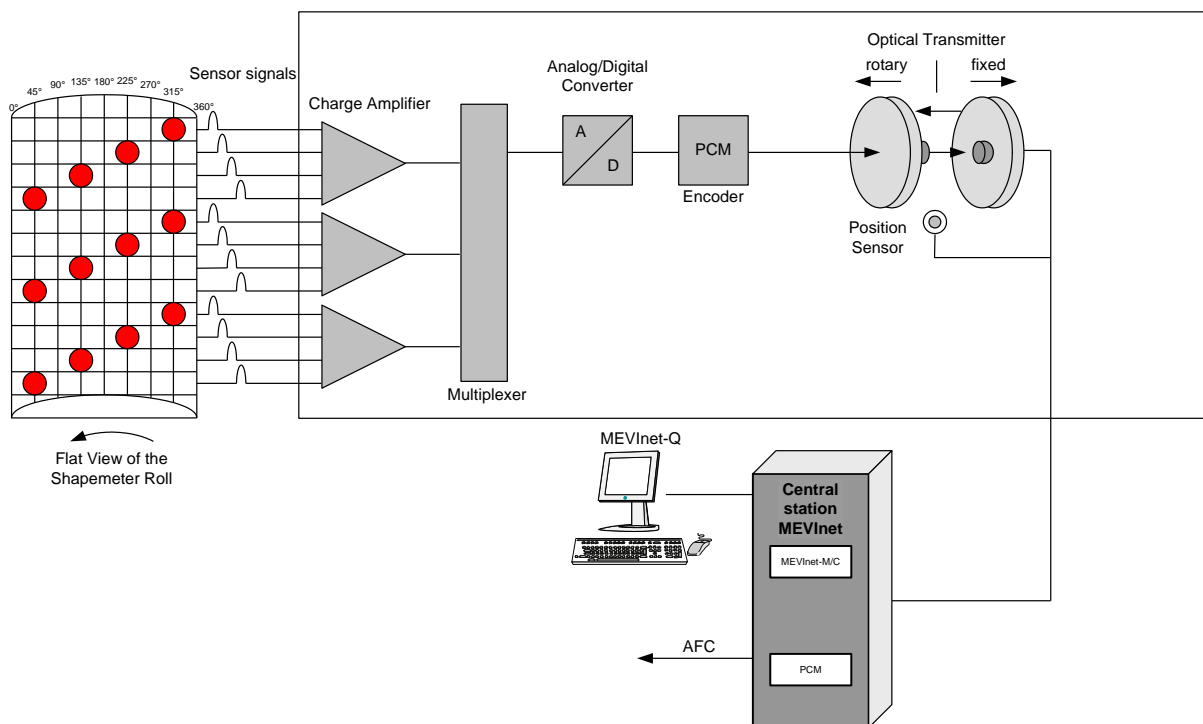 Sensor signals
0°
45°
90°
135°
180°
225°
270°
315°
360°
Charge Amplifier
Analog/Digital
Converter
Optical Transmitter
rotary
fixed
A
D
PCM
Encoder
Position
Sensor
Multiplexer
Flat View of the
Shapemeter Roll
MEVInet-Q
Central
station
MEVInet
MEVInet-M/C
AFC
PCM